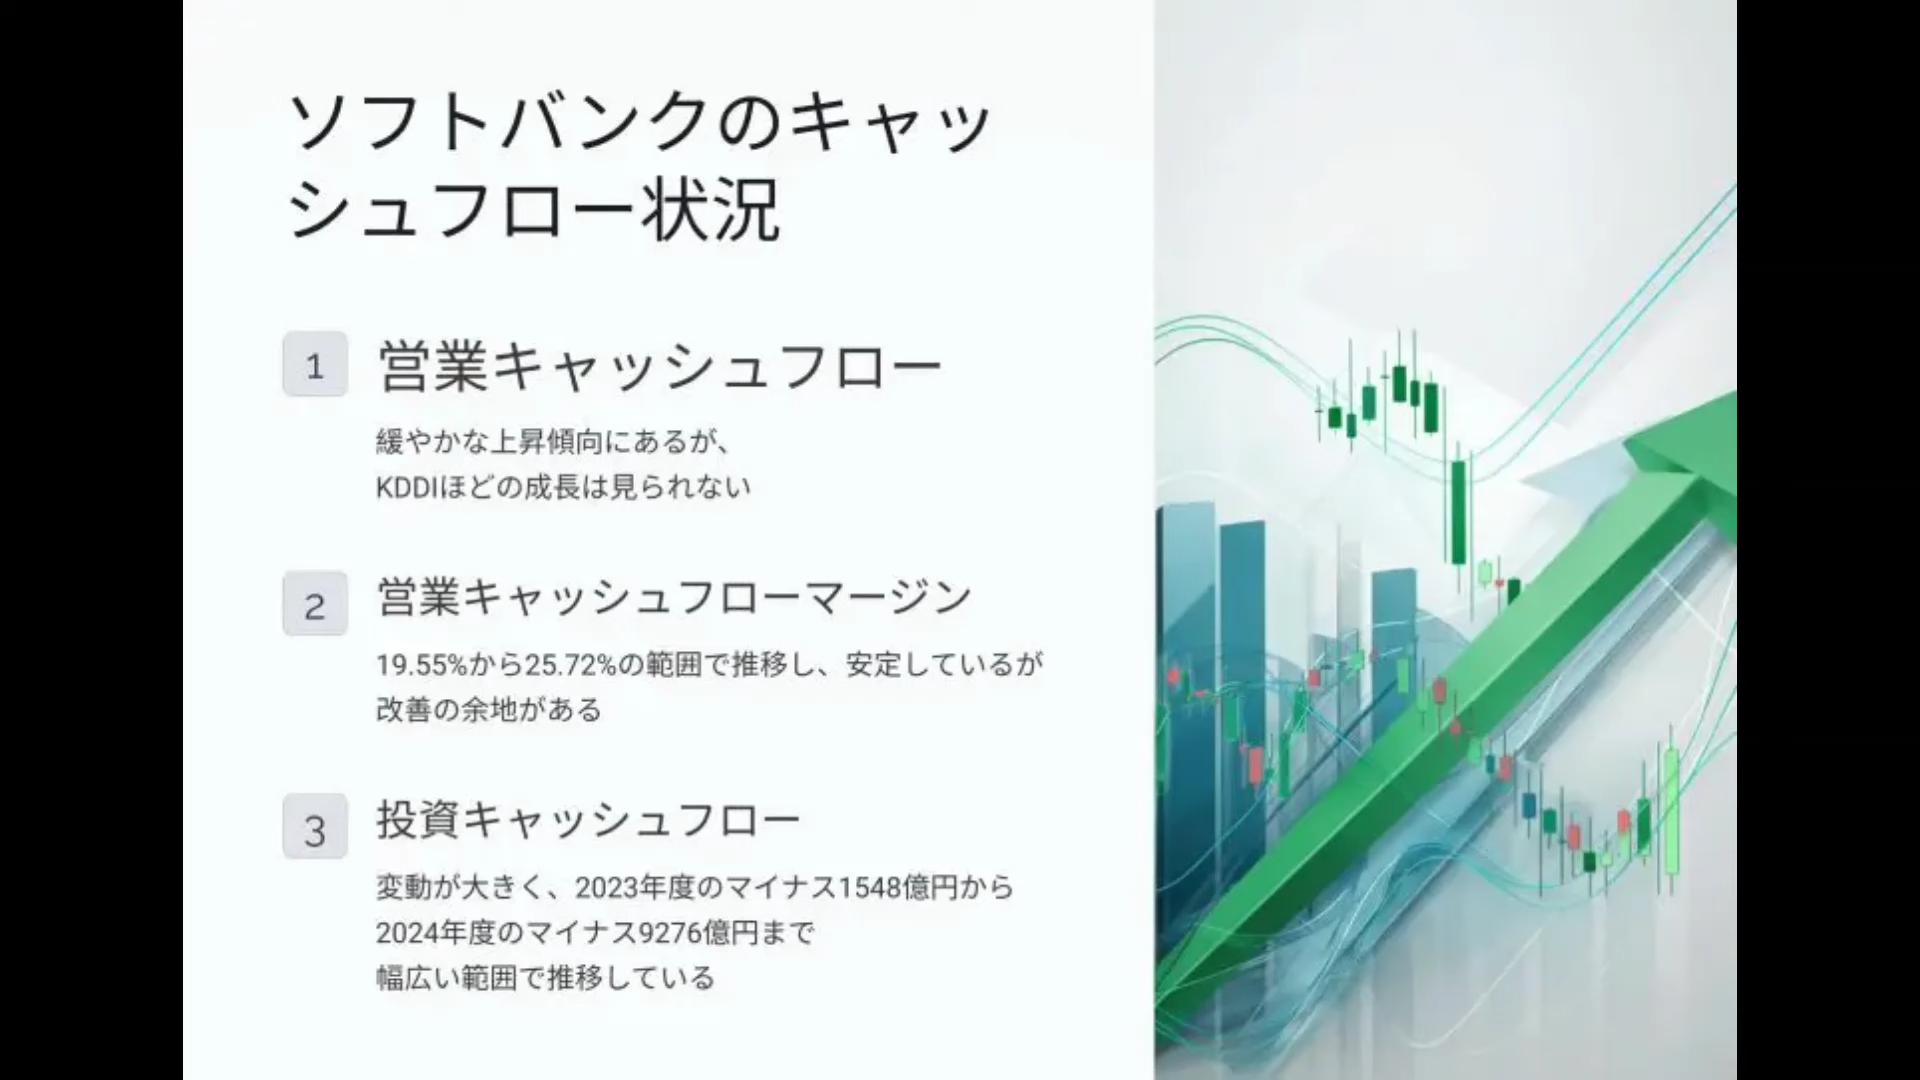 ソフトバンクのキャッ
シュフロー状況
1
営業キャッシュフロー
緩やかな上昇傾向にあるが、
KDDIほどの成長は見られない
2
営業キャッシュフローマージン
19.55%から25.72%の範囲で推移し、安定しているが
改善の余地がある
3
投資キャッシュフロー
変動が大きく、2023年度のマイナス1548億円から
2024年度のマイナス9276億円まで
幅広い範囲で推移している